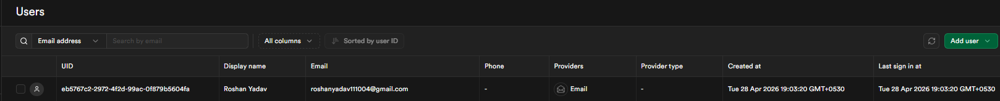 Users
Email address Search by email All columns Sorted by user ID Add user
UID Display name Email Phone Providers Provider type Created at Last sign in at
eb5767c2-2972-4f2d-99ac-0f879b5604fa Roshan Yadav roshanyadav111004@gmail.com - Email - Tue 28 Apr 2026 19:03:20 GMT+0530 Tue 28 Apr 2026 19:03:20 GMT+0530